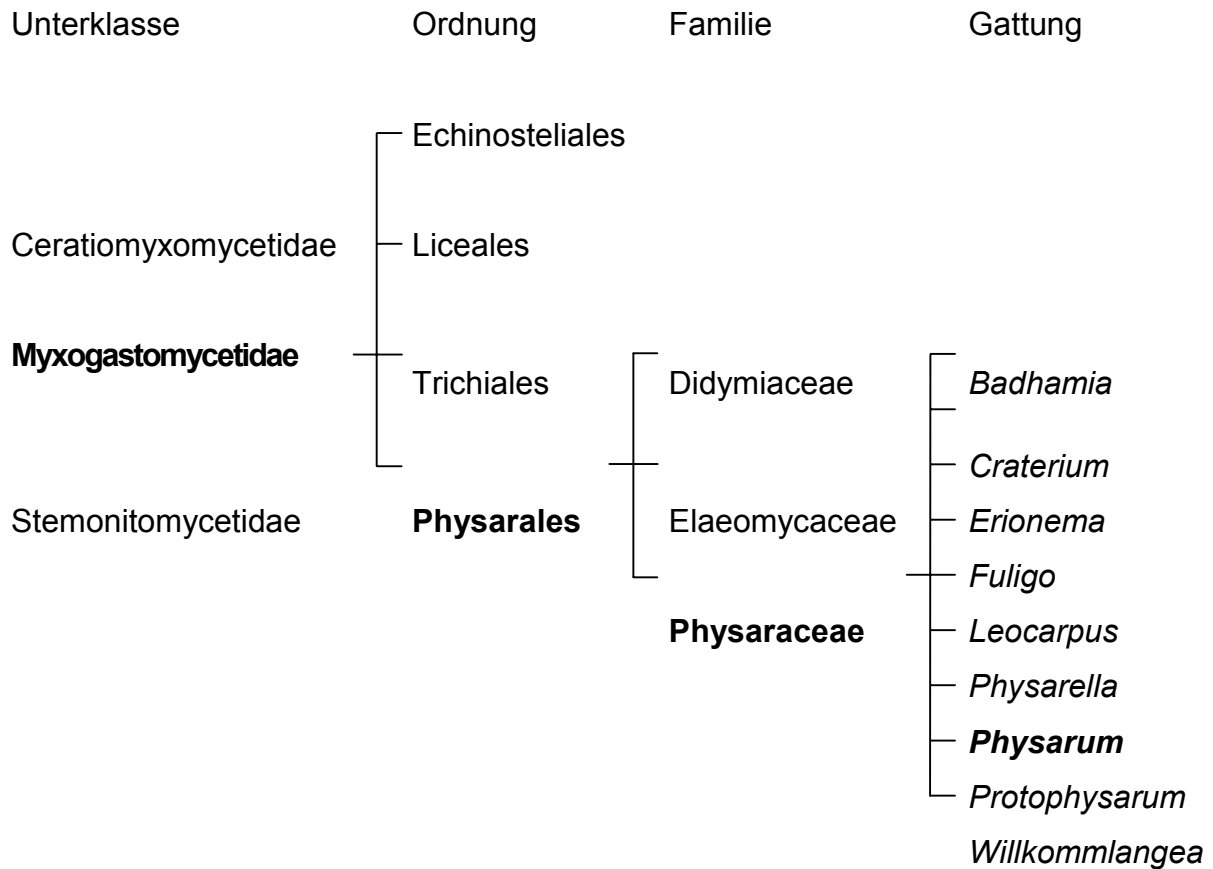 Unterklasse Ordnung Familie Gattung
Echinosteliales
Ceratiomyxomycetidae Liceales
Myxogastomycetidae
Trichiales Didymiaceae Badhamia
Craterium
Stemonitomycetidae Physarales Elaeomycaceae Erionema
Fuligo
Physaraceae Leocarpus
Physarella
Physarum
Protophysarum
Willkommlangea